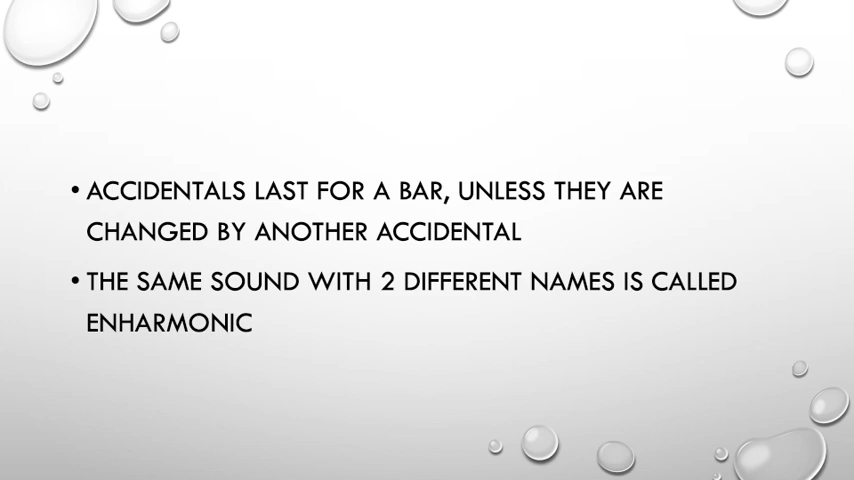 • ACCIDENTALS LAST FOR A BAR, UNLESS THEY ARE
CHANGED BY ANOTHER ACCIDENTAL
• THE SAME SOUND WITH 2 DIFFERENT NAMES IS CALLED
ENHARMONIC